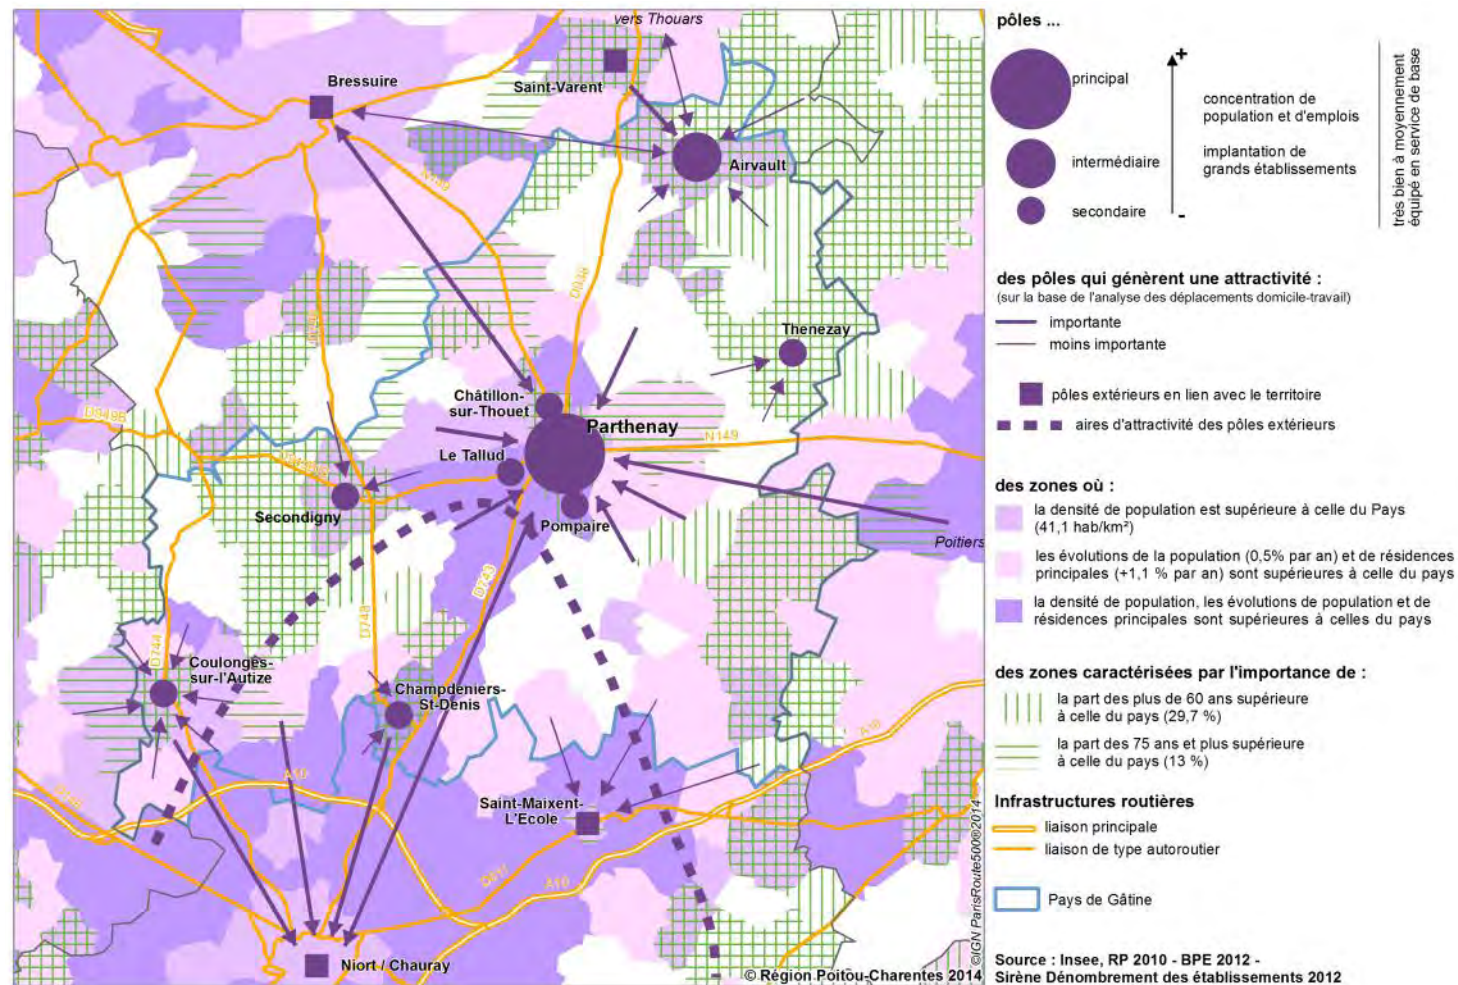 vers Thouars
Bressuire
Saint-Varent
Airvault
N149
D938
Thenezay
Châtillon-
sur-Thouet
Parthenay
D949B
N149
Le Tallud
Secondigny
Pompaire
Poitiers
D743
D748
D744
Coulonges-
sur-l'Autize
Champdeniers-
St-Denis
A10
A10
Saint-Maixent-
L'Ecole
A10
Niort / Chauray
©IGN ParisRoute500®2014
© Région Poitou-Charentes 2014
pôles ...
principal
intermédiaire
secondaire
+
-
concentration de
population et d'emplois
implantation de
grands établissements
très bien à moyennement
équipé en service de base
des pôles qui génèrent une attractivité :
(sur la base de l'analyse des déplacements domicile-travail)
importante
moins importante
pôles extérieurs en lien avec le territoire
aires d'attractivité des pôles extérieurs
des zones où :
la densité de population est supérieure à celle du Pays
(41,1 hab/km²)
les évolutions de la population (0,5% par an) et de résidences
principales (+1,1 % par an) sont supérieures à celle du pays
la densité de population, les évolutions de population et de
résidences principales sont supérieures à celles du pays
des zones caractérisées par l'importance de :
la part des plus de 60 ans supérieure
à celle du pays (29,7 %)
la part des 75 ans et plus supérieure
à celle du pays (13 %)
Infrastructures routières
liaison principale
liaison de type autoroutier
Pays de Gâtine
Source : Insee, RP 2010 - BPE 2012 -
Sirène Dénombrement des établissements 2012